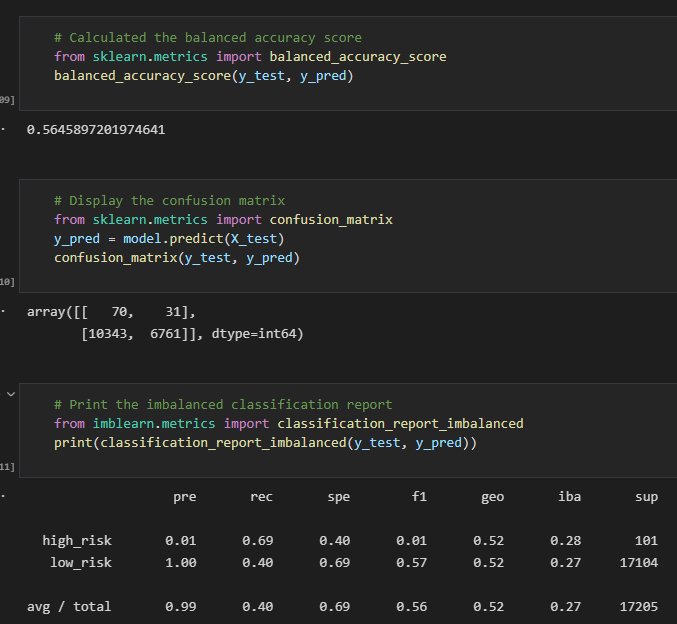 # Calculated the balanced accuracy score
from sklearn.metrics import balanced_accuracy_score
balanced_accuracy_score(y_test, y_pred)
09]
0.5645897201974641
# Display the confusion matrix
from sklearn.metrics import confusion_matrix
y_pred = model.predict(X_test)
confusion_matrix(y_test, y_pred)
10]
array([[   70,    31],
       [10343,  6761]], dtype=int64)
# Print the imbalanced classification report
from imblearn.metrics import classification_report_imbalanced
print(classification_report_imbalanced(y_test, y_pred))
11]
pre rec spe f1 geo iba sup
high_risk 0.01 0.69 0.40 0.01 0.52 0.28 101
low_risk 1.00 0.40 0.69 0.57 0.52 0.27 17104
avg / total 0.99 0.40 0.69 0.56 0.52 0.27 17205